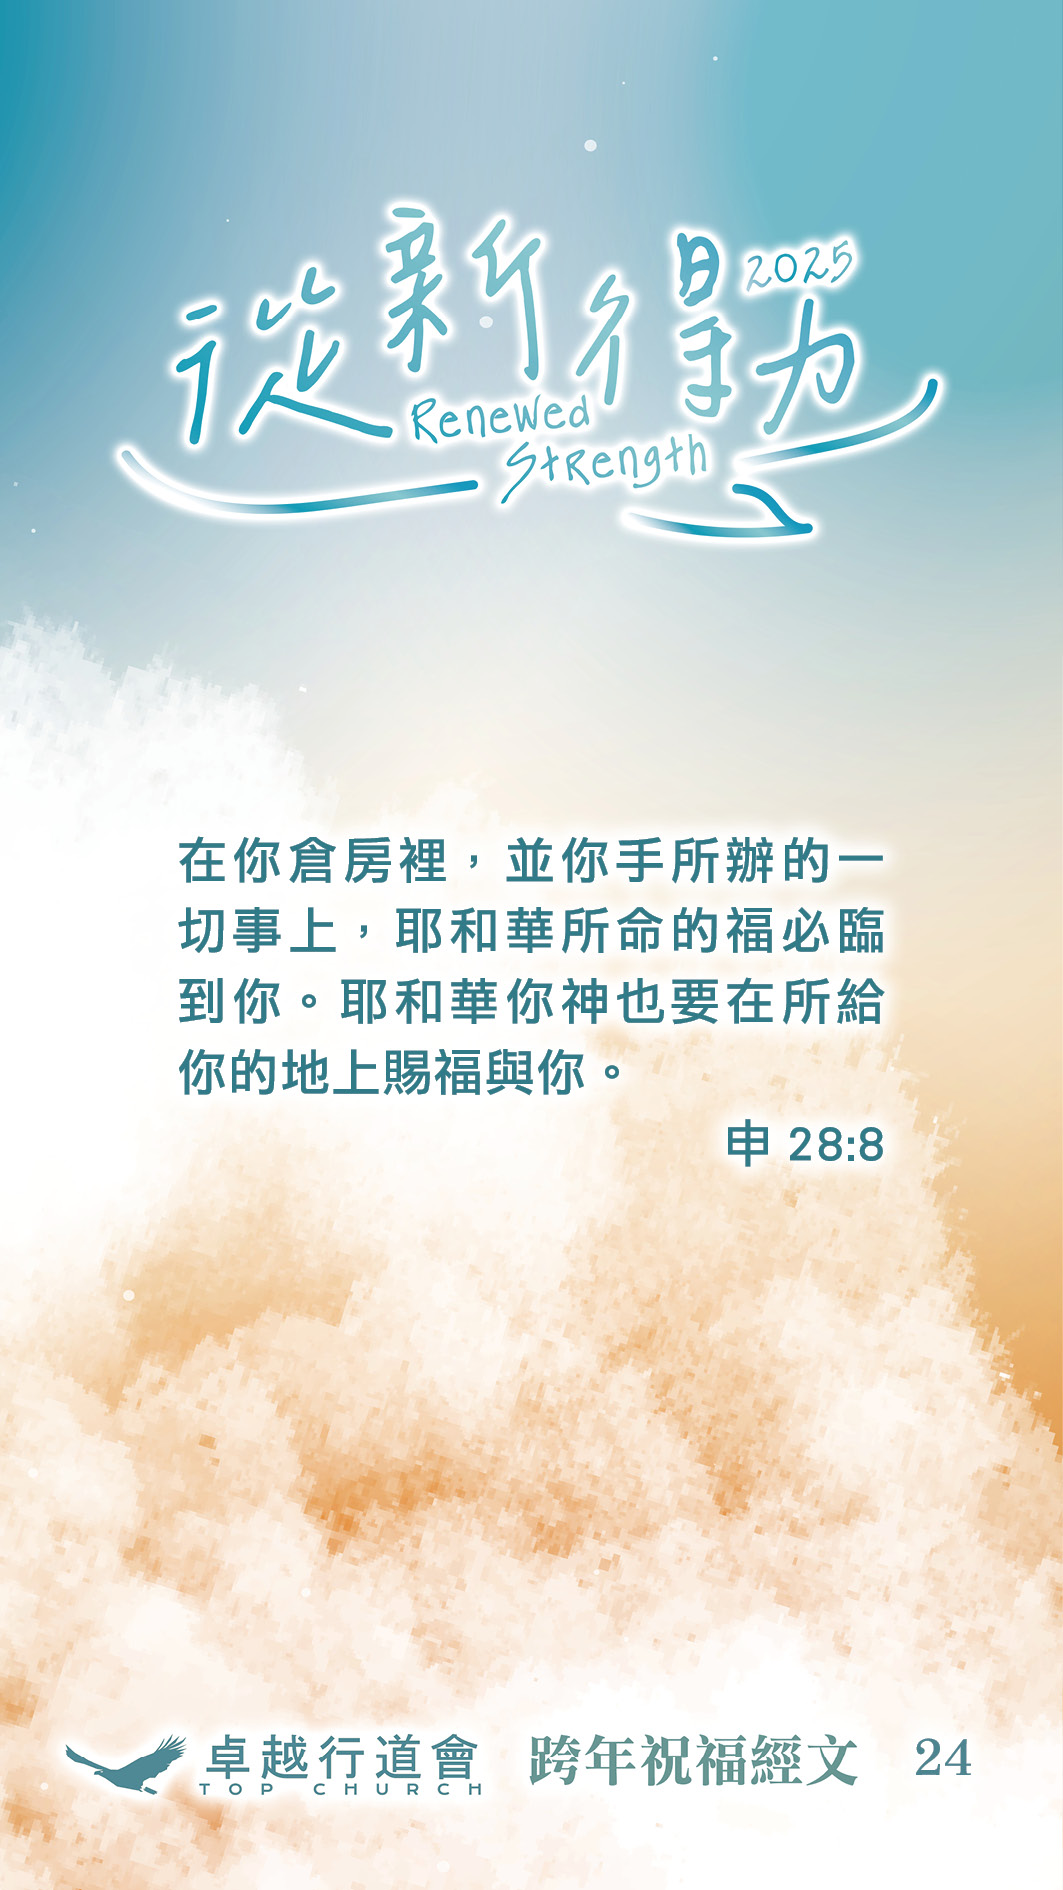 從新得力 2025
Renewed
Strength
在你倉房裡，並你手所辦的一
切事上，耶和華所命的福必臨
到你。耶和華你神也要在所給
你的地上賜福與你。
申 28:8
卓越行道會 跨年祝福經文 24
TOP CHURCH